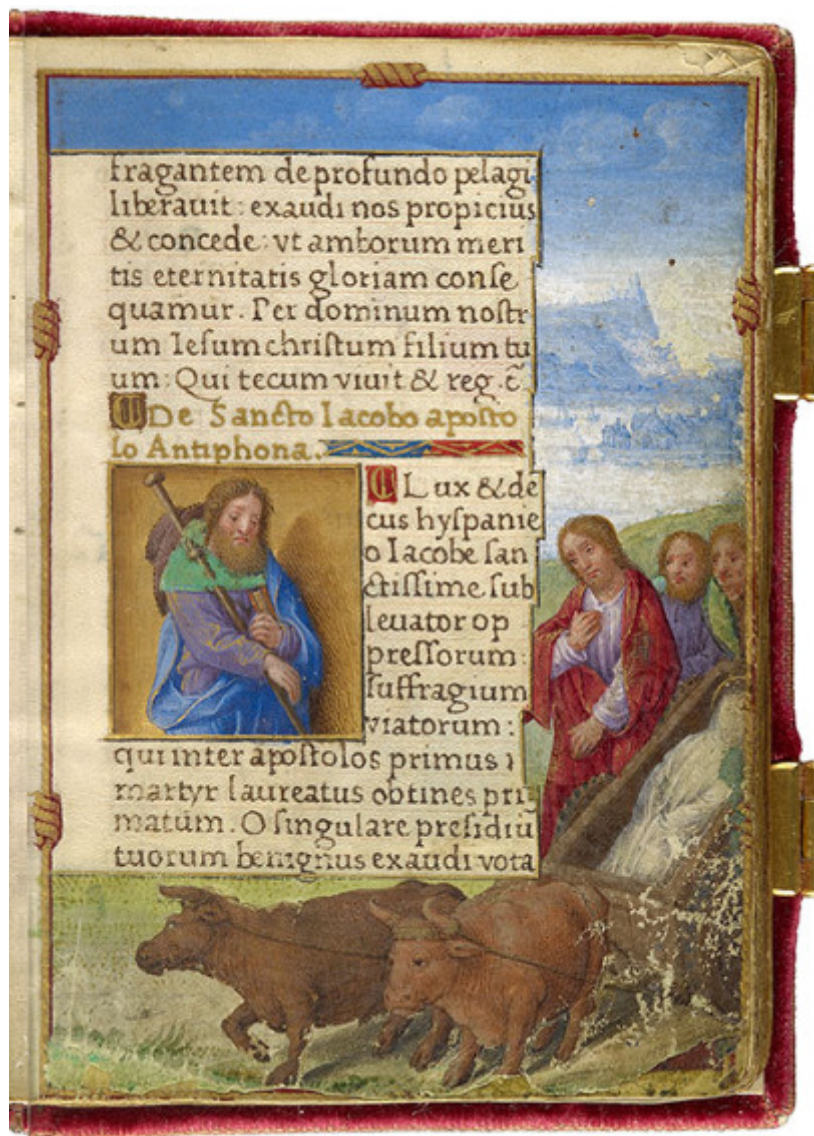 fragantem de profundo pelagi
liberauit : exaudi nos propicius
& concede : vt amborum meri
tis eternitatis gloriam conſe
quamur . Per dominum noſtr
um Ieſum chriſtum filium tu
um : Qui tecum viuit & reg . c̄
De Sancto Iacobo apoſto
lo Antiphona .
O Lux & de
cus hyſpanie
o Iacobe ſan
ctiſſime ſub
leuator op
preſſorum :
ſuffragium
viatorum :
qui inter apoſtolos primus
martyr laureatus obtines pri
matum . O ſingulare preſidiū
tuorum benignus exaudi vota